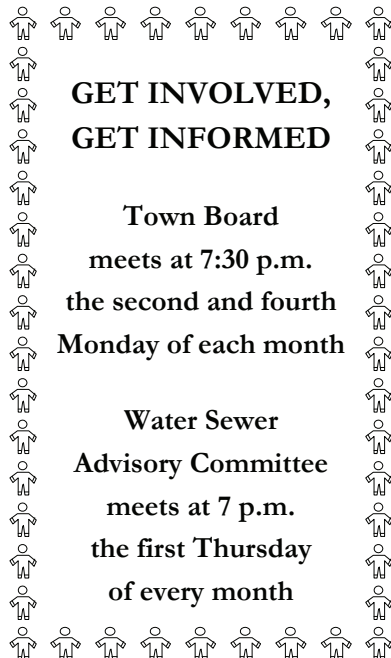 GET INVOLVED,
GET INFORMED
Town Board
meets at 7:30 p.m.
the second and fourth
Monday of each month
Water Sewer
Advisory Committee
meets at 7 p.m.
the first Thursday
of every month